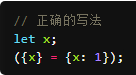 // 正确的写法
let x;
({x} = {x: 1});